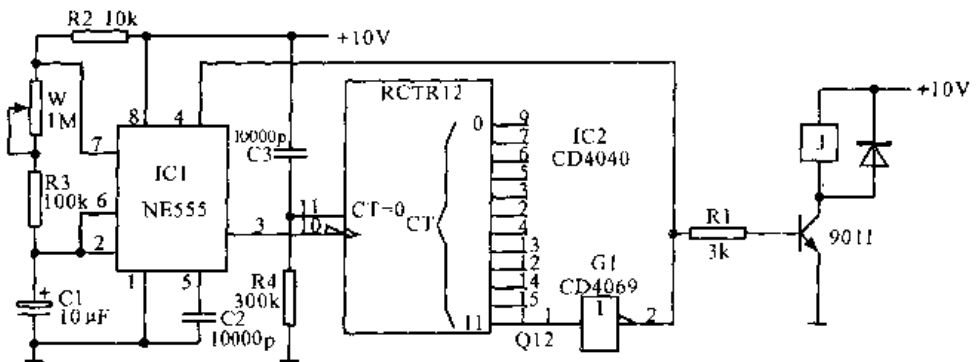 R2 10k
+10V
W
1M
8
4
7
IC1
NE555
6
2
3
1
5
R3
100k
C1
+
10μF
C2
10000p
10000p
C3
R4
300k
RCTR12
11
CT=0
10
CT
0
11
9
7
6
5
3
2
4
13
12
14
15
1
Q12
IC2
CD4040
G1
CD4069
1
2
R1
3k
J
+10V
9011